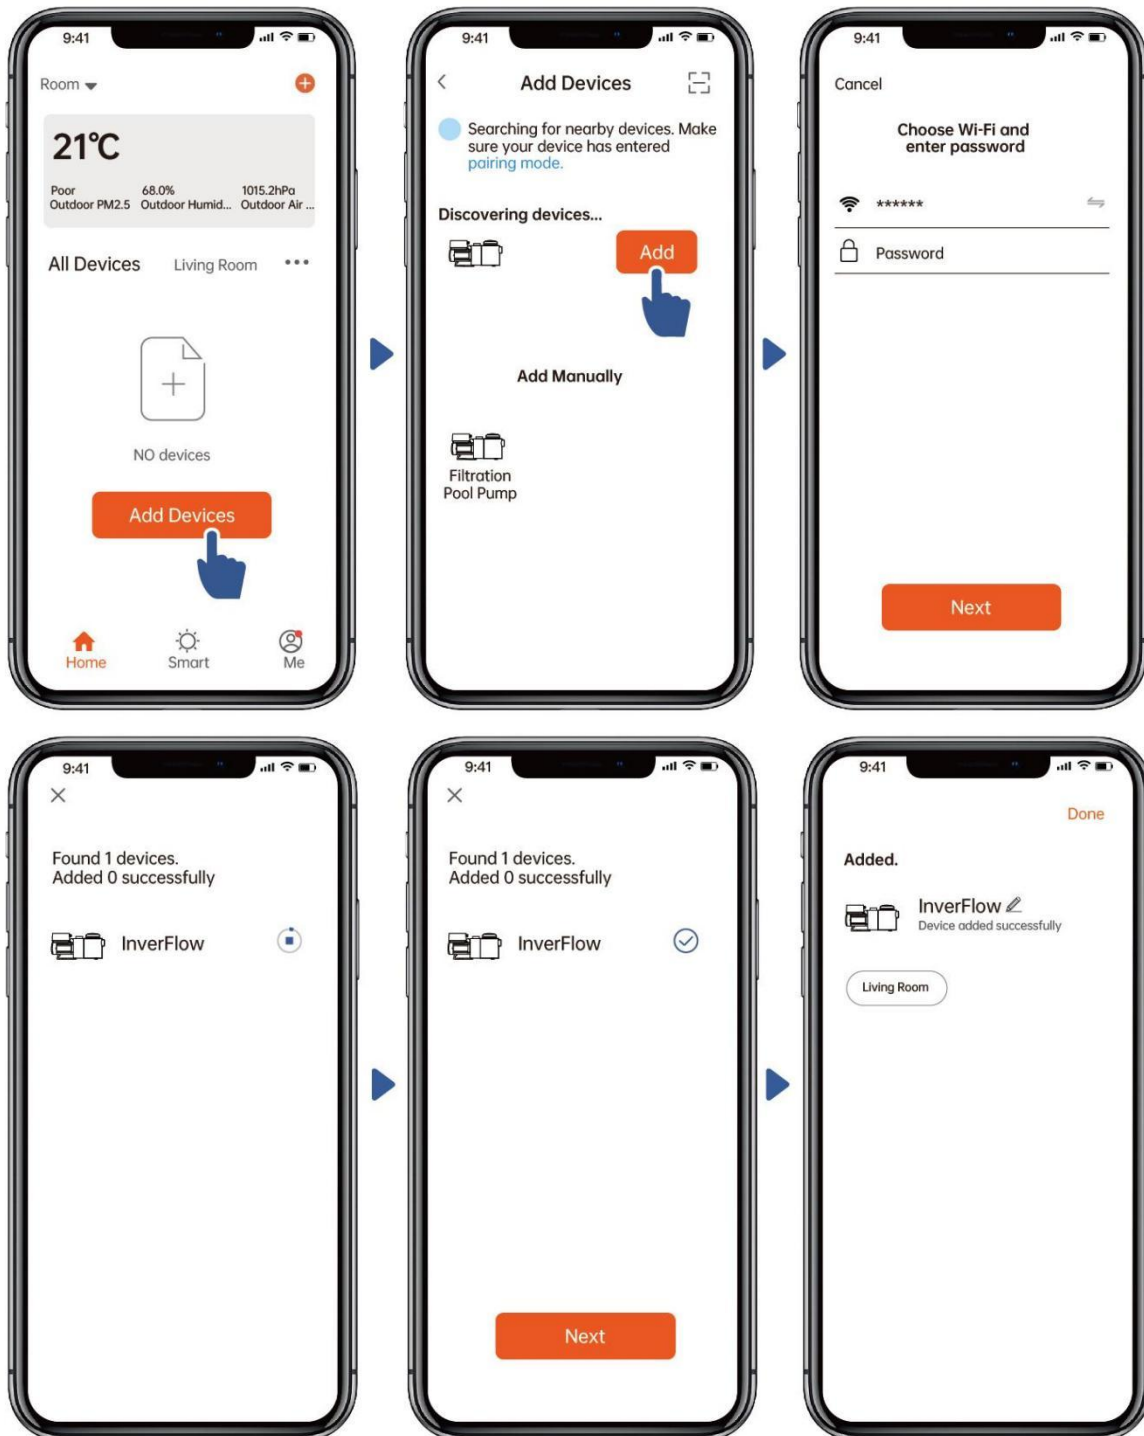 9:41
Room
21℃
Poor 68.0% 1015.2hPa
Outdoor PM2.5 Outdoor Humid... Outdoor Air ...
All Devices Living Room •••
NO devices
Add Devices
Home Smart Me
9:41
Add Devices
Searching for nearby devices. Make
sure your device has entered
pairing mode.
Discovering devices...
Add
Add Manually
Filtration
Pool Pump
9:41
Cancel
Choose Wi-Fi and
enter password
******
Password
Next
9:41
Found 1 devices.
Added 0 successfully
InverFlow
9:41
Found 1 devices.
Added 0 successfully
InverFlow
Next
9:41
Done
Added.
InverFlow
Device added successfully
Living Room